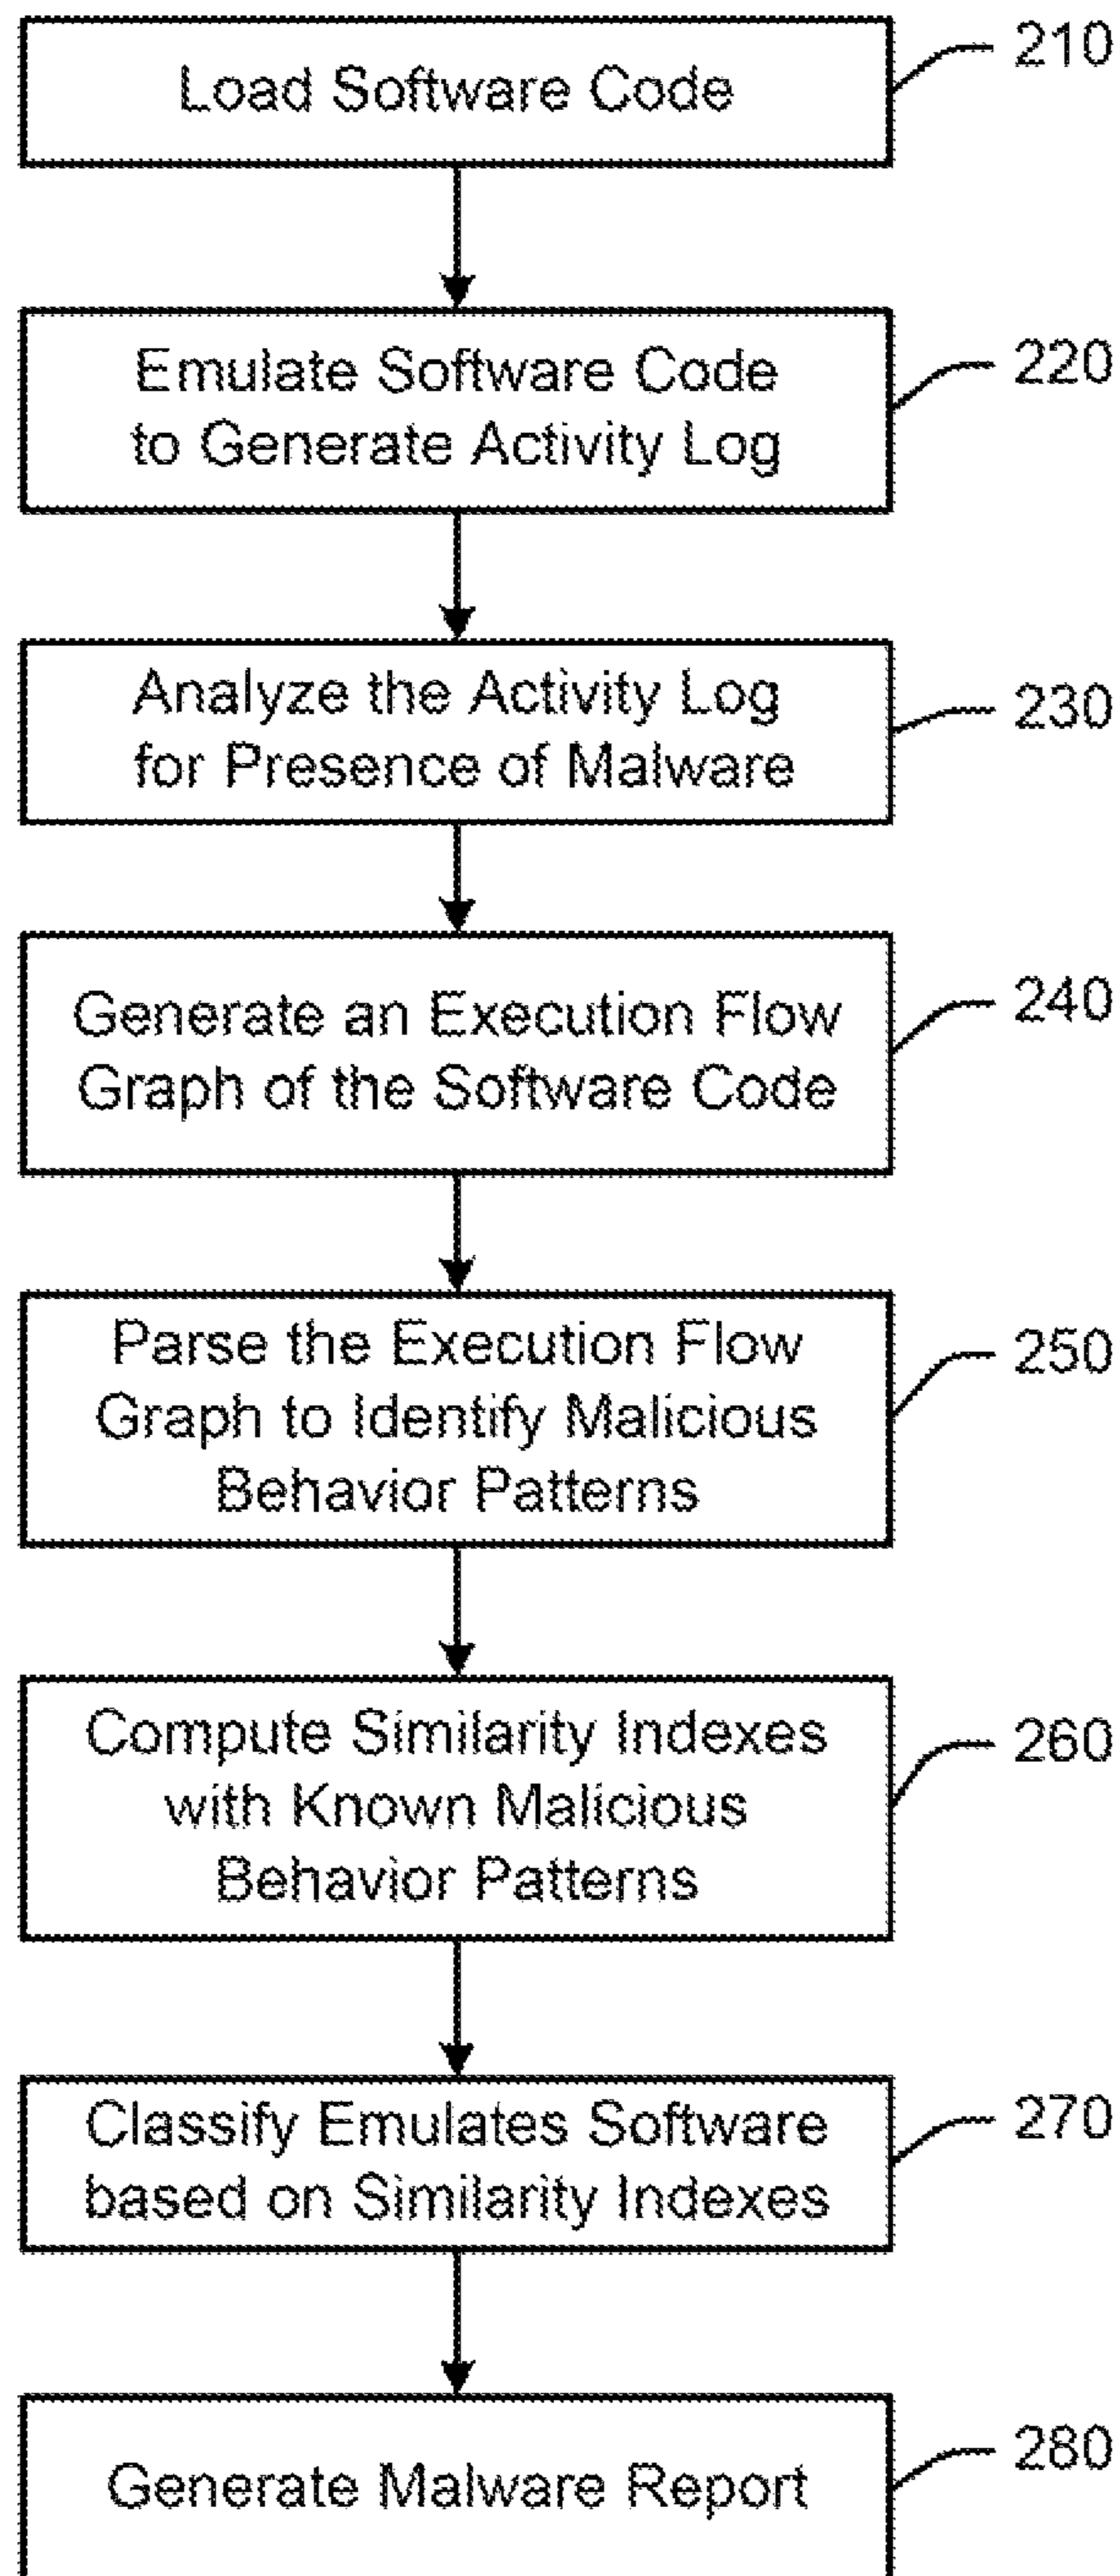 Load Software Code
210
Emulate Software Code
to Generate Activity Log
220
Analyze the Activity Log
for Presence of Malware
230
Generate an Execution Flow
Graph of the Software Code
240
Parse the Execution Flow
Graph to Identify Malicious
Behavior Patterns
250
Compute Similarity Indexes
with Known Malicious
Behavior Patterns
260
Classify Emulates Software
based on Similarity Indexes
270
Generate Malware Report
280